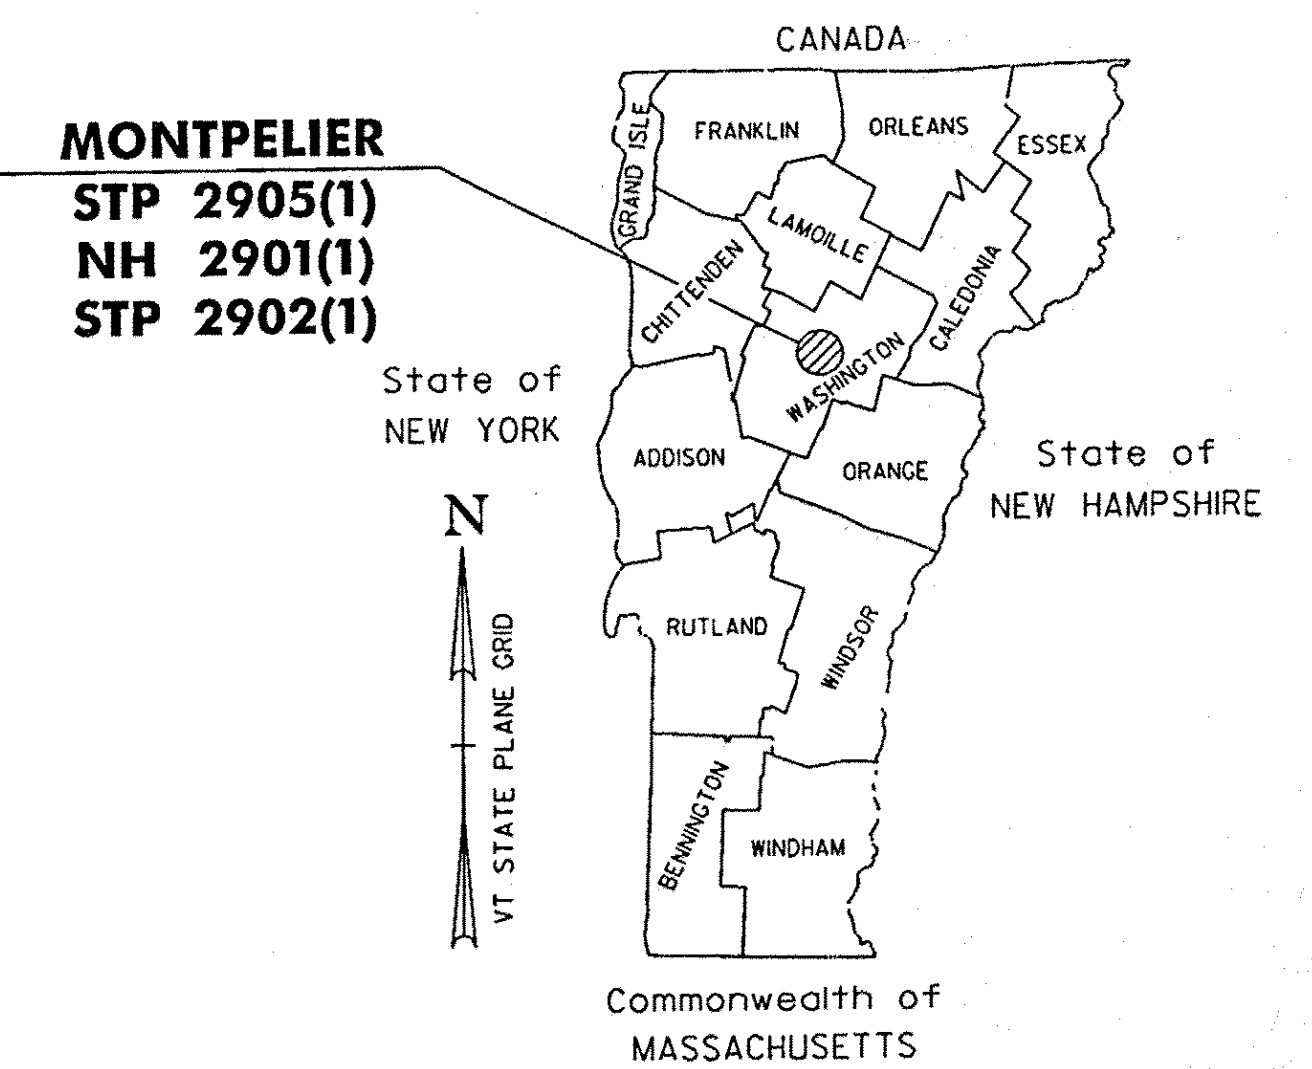 CANADA
MONTPELIER
STP 2905(1)
NH 2901(1)
STP 2902(1)
GRAND ISLE
FRANKLIN
ORLEANS
ESSEX
LAMOILLE
CHITTENDEN
CALEDONIA
WASHINGTON
State of
NEW YORK
ADDISON
ORANGE
State of
NEW HAMPSHIRE
N
VT STATE PLANE GRID
RUTLAND
WINDSOR
BENNINGTON
WINDHAM
Commonwealth of
MASSACHUSETTS